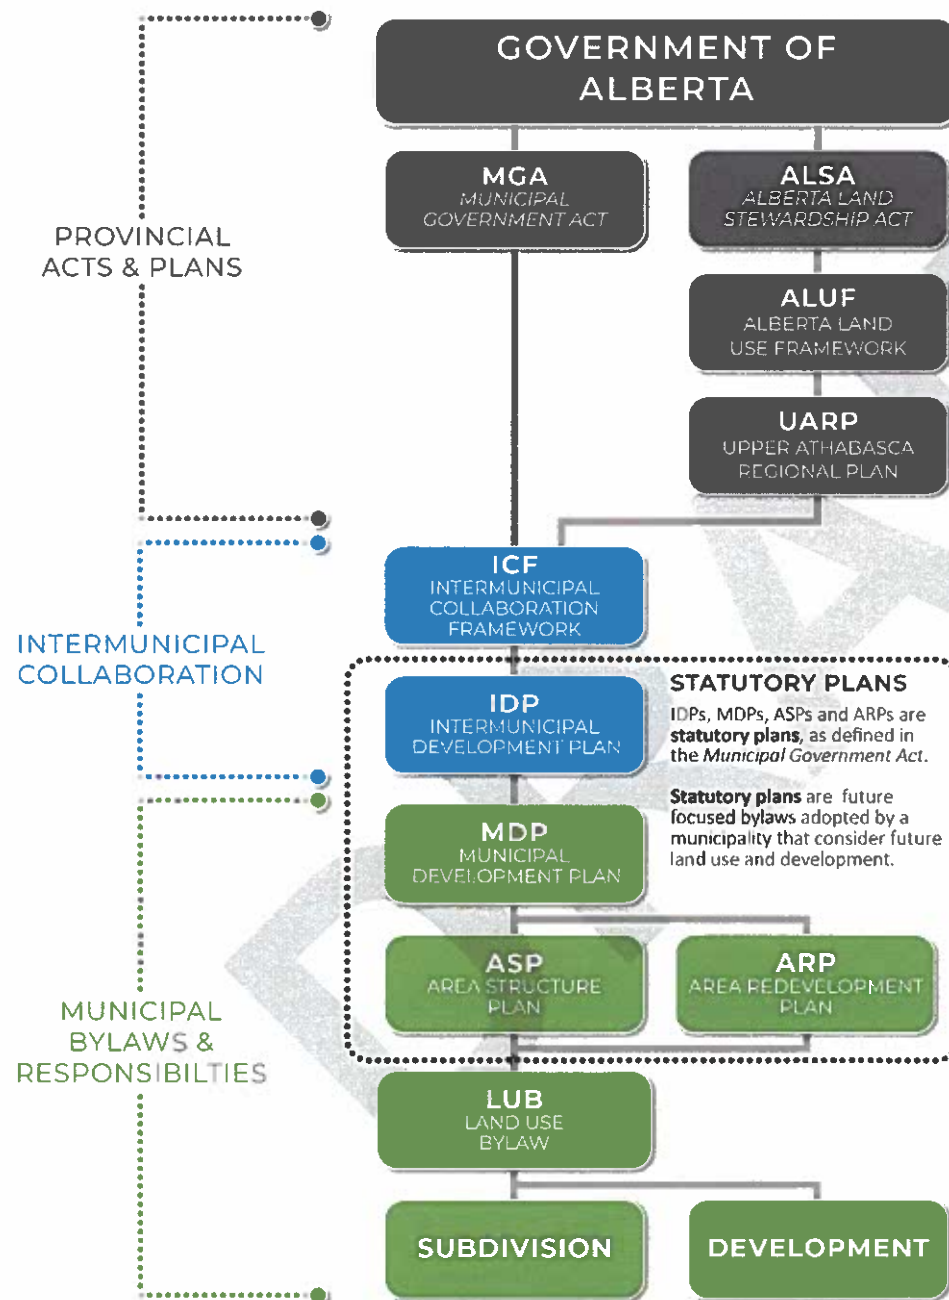 GOVERNMENT OF
ALBERTA
MGA
MUNICIPAL
GOVERNMENT ACT
ALSA
ALBERTA LAND
STEWARDSHIP ACT
PROVINCIAL
ACTS & PLANS
ALUF
ALBERTA LAND
USE FRAMEWORK
UARP
UPPER ATHABASCA
REGIONAL PLAN
ICF
INTERMUNICIPAL
COLLABORATION
FRAMEWORK
INTERMUNICIPAL
COLLABORATION
IDP
INTERMUNICIPAL
DEVELOPMENT PLAN
STATUTORY PLANS
IDPs, MDPs, ASPs and ARPs are
statutory plans, as defined in
the Municipal Government Act.
Statutory plans are future
focused bylaws adopted by a
municipality that consider future
land use and development.
MDP
MUNICIPAL
DEVELOPMENT PLAN
ASP
AREA STRUCTURE
PLAN
ARP
AREA REDEVELOPMENT
PLAN
MUNICIPAL
BYLAWS &
RESPONSIBILTIES
LUB
LAND USE
BYLAW
SUBDIVISION
DEVELOPMENT